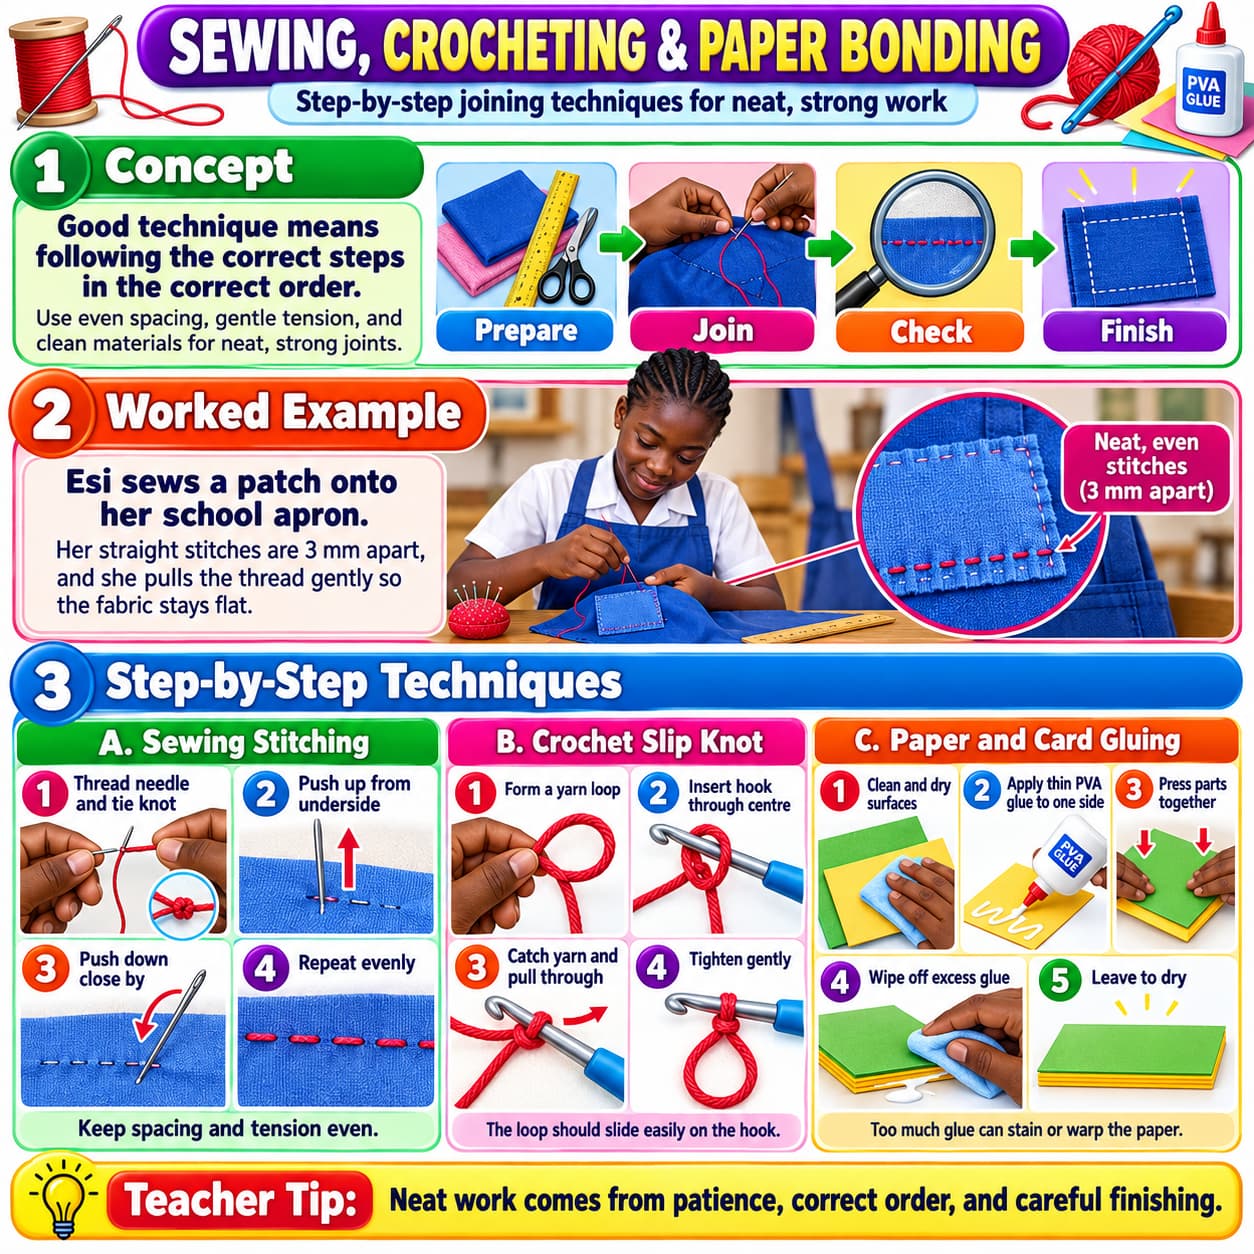 SEWING, CROCHETING & PAPER BONDING
Step-by-step joining techniques for neat, strong work
PVA
GLUE
1 Concept
Good technique means
following the correct steps
in the correct order.
Use even spacing, gentle tension, and
clean materials for neat, strong joints.
Prepare
Join
Check
Finish
2 Worked Example
Esi sews a patch onto
her school apron.
Her straight stitches are 3 mm apart,
and she pulls the thread gently so
the fabric stays flat.
Neat, even
stitches
(3 mm apart)
3 Step-by-Step Techniques
A. Sewing Stitching
1 Thread needle
and tie knot
2 Push up from
underside
3 Push down
close by
4 Repeat evenly
Keep spacing and tension even.
B. Crochet Slip Knot
1 Form a yarn loop
2 Insert hook
through centre
3 Catch yarn and
pull through
4 Tighten gently
The loop should slide easily on the hook.
C. Paper and Card Gluing
1 Clean and dry
surfaces
2 Apply thin PVA
glue to one side
PVA
GLUE
3 Press parts
together
4 Wipe off excess glue
5 Leave to dry
Too much glue can stain or warp the paper.
Teacher Tip: Neat work comes from patience, correct order, and careful finishing.